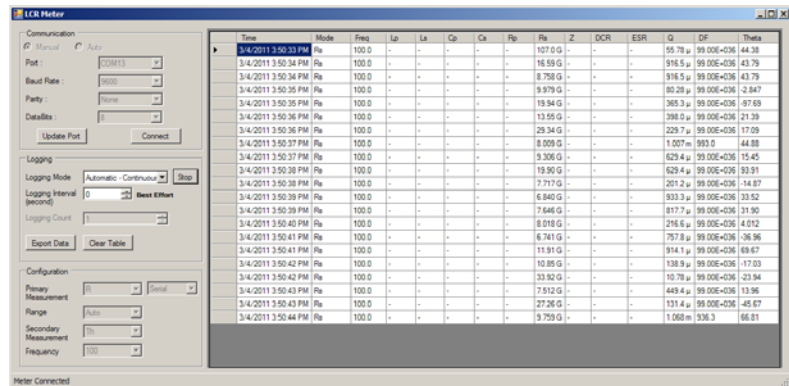 LCR Meter
Communication
Manual Auto
Port : COM13
Baud Rate : 9600
Parity : None
DataBits : 8
Update Port Connect
Logging
Logging Mode Automatic - Continuous Stop
Logging Interval (second) 0 Best Effort
Logging Count 1
Export Data Clear Table
Configuration
Primary Measurement R Serial
Range Auto
Secondary Measurement Th
Frequency 100
Time Mode Freq Lp Ls Cp Cs Rp Rs Z DCR ESR Q DF Theta
3/4/2011 3:50:33 PM Rs 100.0 - - - - - 107.0 G - - - 55.78 µ 99.00E+036 44.38
3/4/2011 3:50:34 PM Rs 100.0 - - - - - 16.59 G - - - 916.5 µ 99.00E+036 43.79
3/4/2011 3:50:34 PM Rs 100.0 - - - - - 8.758 G - - - 916.5 µ 99.00E+036 43.79
3/4/2011 3:50:35 PM Rs 100.0 - - - - - 9.979 G - - - 80.28 µ 99.00E+036 -2.847
3/4/2011 3:50:35 PM Rs 100.0 - - - - - 19.94 G - - - 365.3 µ 99.00E+036 -97.69
3/4/2011 3:50:36 PM Rs 100.0 - - - - - 13.55 G - - - 398.0 µ 99.00E+036 21.39
3/4/2011 3:50:36 PM Rs 100.0 - - - - - 29.34 G - - - 229.7 µ 99.00E+036 17.09
3/4/2011 3:50:37 PM Rs 100.0 - - - - - 8.009 G - - - 1.007 m 993.0 44.88
3/4/2011 3:50:37 PM Rs 100.0 - - - - - 9.306 G - - - 629.4 µ 99.00E+036 15.45
3/4/2011 3:50:38 PM Rs 100.0 - - - - - 19.90 G - - - 629.4 µ 99.00E+036 93.91
3/4/2011 3:50:38 PM Rs 100.0 - - - - - 7.717 G - - - 201.2 µ 99.00E+036 -14.87
3/4/2011 3:50:39 PM Rs 100.0 - - - - - 6.840 G - - - 933.3 µ 99.00E+036 33.52
3/4/2011 3:50:39 PM Rs 100.0 - - - - - 7.646 G - - - 817.7 µ 99.00E+036 31.90
3/4/2011 3:50:40 PM Rs 100.0 - - - - - 8.018 G - - - 216.6 µ 99.00E+036 4.012
3/4/2011 3:50:41 PM Rs 100.0 - - - - - 6.741 G - - - 757.8 µ 99.00E+036 -36.96
3/4/2011 3:50:41 PM Rs 100.0 - - - - - 11.91 G - - - 914.1 µ 99.00E+036 69.67
3/4/2011 3:50:42 PM Rs 100.0 - - - - - 10.85 G - - - 138.9 µ 99.00E+036 -17.03
3/4/2011 3:50:42 PM Rs 100.0 - - - - - 33.92 G - - - 10.78 µ 99.00E+036 -23.94
3/4/2011 3:50:43 PM Rs 100.0 - - - - - 7.512 G - - - 449.4 µ 99.00E+036 13.96
3/4/2011 3:50:43 PM Rs 100.0 - - - - - 27.26 G - - - 131.4 µ 99.00E+036 -45.67
3/4/2011 3:50:44 PM Rs 100.0 - - - - - 9.759 G - - - 1.068 m 936.3 66.81
Meter Connected